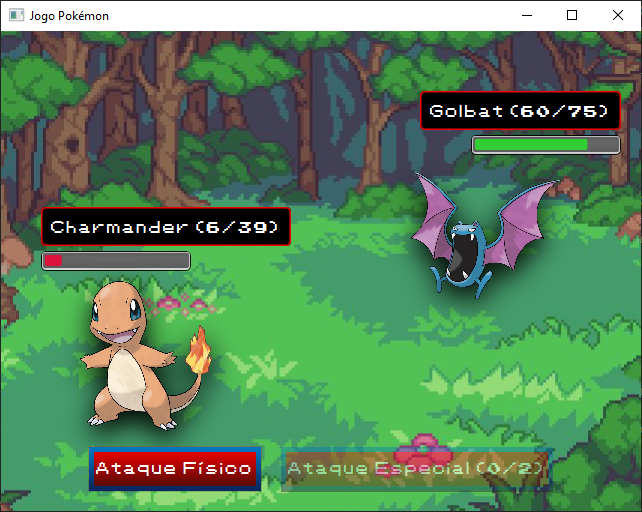 Jogo Pokémon
Golbat (60/75)
Charmander (6/39)
Ataque Físico
Ataque Especial (0/2)